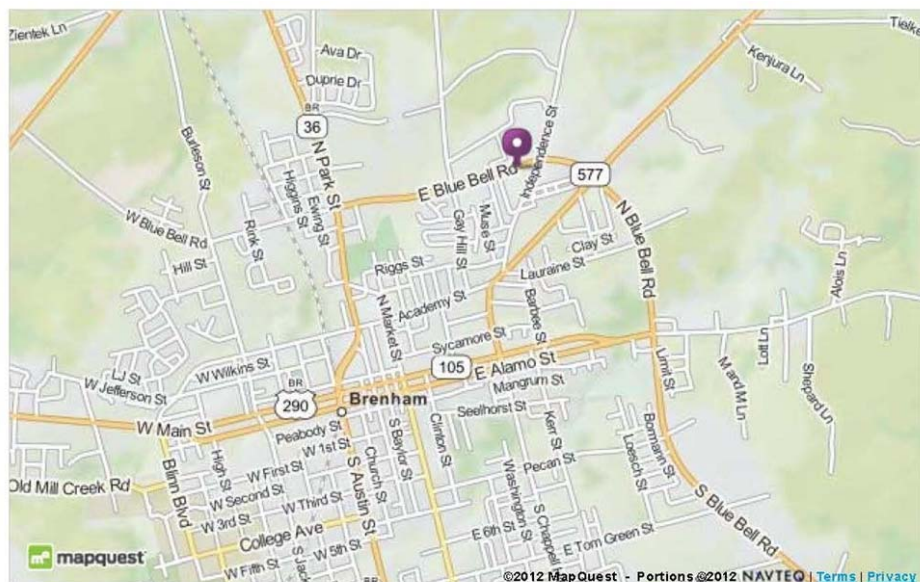 Zientek Ln
Ava Dr
Duprie Dr
Tielke
Kenjura Ln
BR
36
N Park St
Burleson St
Independence St
E Blue Bell Rd
577
Higgins St
Ewing St
Gay Hill St
Muse St
W Blue Bell Rd
Rink St
Hill St
N Blue Bell Rd
Clay St
Riggs St
Lauraine St
Alois Ln
Academy St
Barbee St
N Market St
Sycamore St
105
E Alamo St
W Wilkins St
LJ St
W Jefferson St
BR
290
Brenham
Mangrum St
Seelhorst St
Limit St
M and M Ln
Lott Ln
Shepard Ln
W Main St
Peabody St
W 1st St
S Baylor St
Clinton St
Kerr St
Bormann St
Loesch St
High St
W First St
Church St
Pecan St
Old Mill Creek Rd
Blinn Blvd
W Second St
S Austin St
Washington St
S Chappell H
W Third St
W 3rd St
College Ave
E 6th St
E Tom Green St
S Blue Bell Rd
W 5th St
W Fifth St
S Ja
mapquest
©2012 MapQuest - Portions ©2012 NAVTEQ | Terms | Privacy